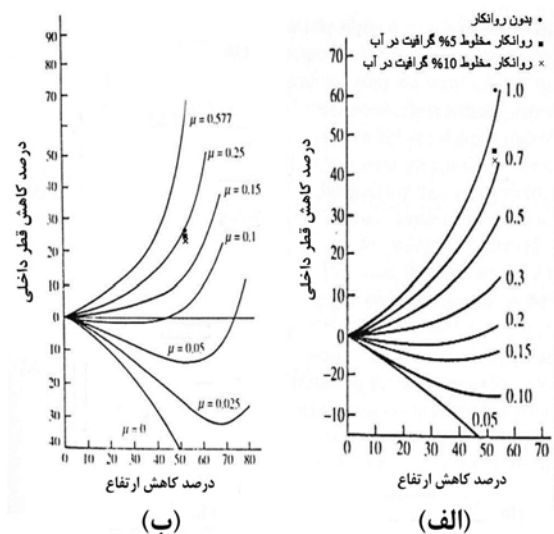 • بدون روانکار
■ روانکار مخلوط 5% گرافیت در آب
× روانکار مخلوط 10% گرافیت در آب
درصد کاهش قطر داخلی
70
60
50
40
30
20
10
0
−10
1.0
0.7
0.5
0.3
0.2
0.15
0.10
0.05
0 10 20 30 40 50 60 70
درصد کاهش ارتفاع
(الف)
درصد کاهش قطر داخلی
90
80
70
60
50
40
30
20
10
0
10
20
30
40
μ = 0,577
μ = 0.25
μ = 0.15
μ = 0.1
μ = 0,05
μ = 0.025
μ = 0
0 10 20 30 40 50 60 70 80
درصد کاهش ارتفاع
(ب)